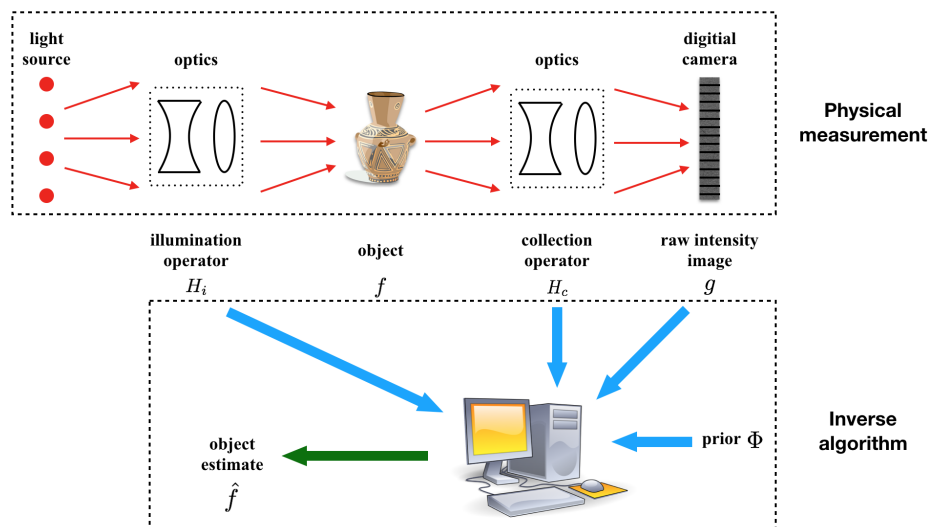 light
source
optics
optics
digitial
camera
Physical
measurement
illumination
operator
H_i
object
f
collection
operator
H_c
raw intensity
image
g
prior Φ
Inverse
algorithm
object
estimate
f̂